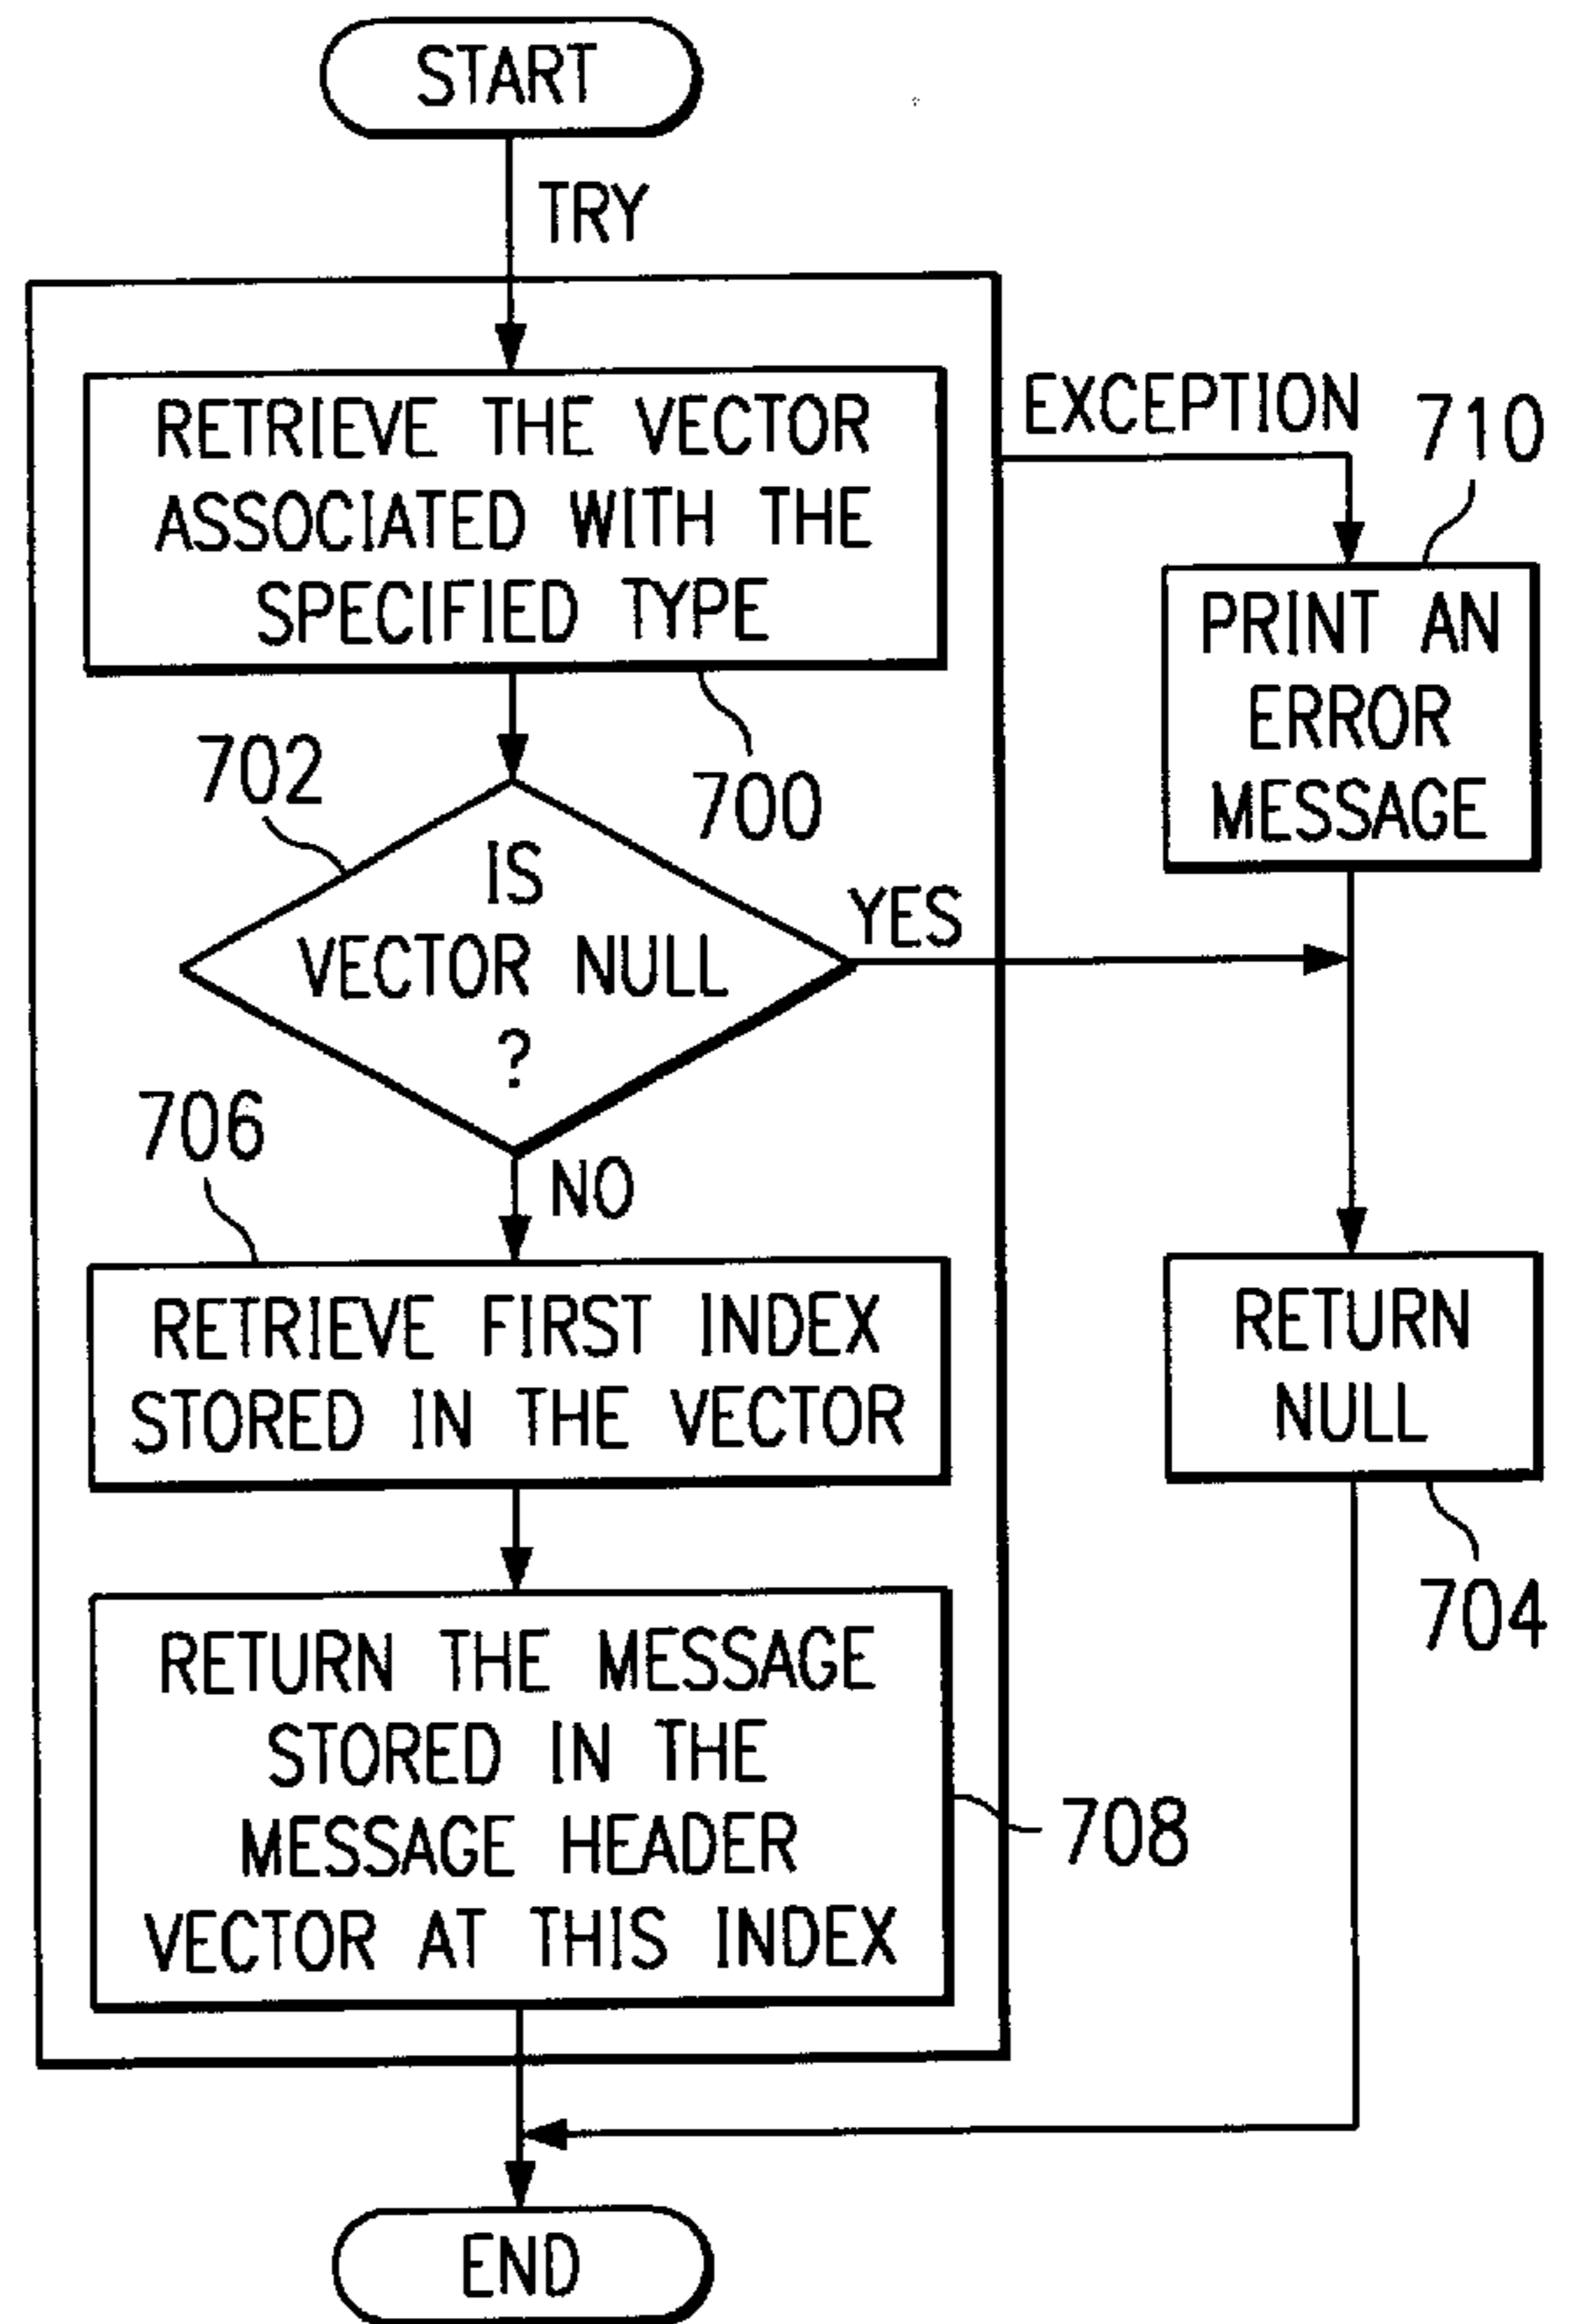 START
TRY
RETRIEVE THE VECTOR
ASSOCIATED WITH THE
SPECIFIED TYPE
700
EXCEPTION
710
PRINT AN
ERROR
MESSAGE
702
IS
VECTOR NULL
?
YES
NO
706
RETRIEVE FIRST INDEX
STORED IN THE VECTOR
RETURN
NULL
704
RETURN THE MESSAGE
STORED IN THE
MESSAGE HEADER
VECTOR AT THIS INDEX
708
END